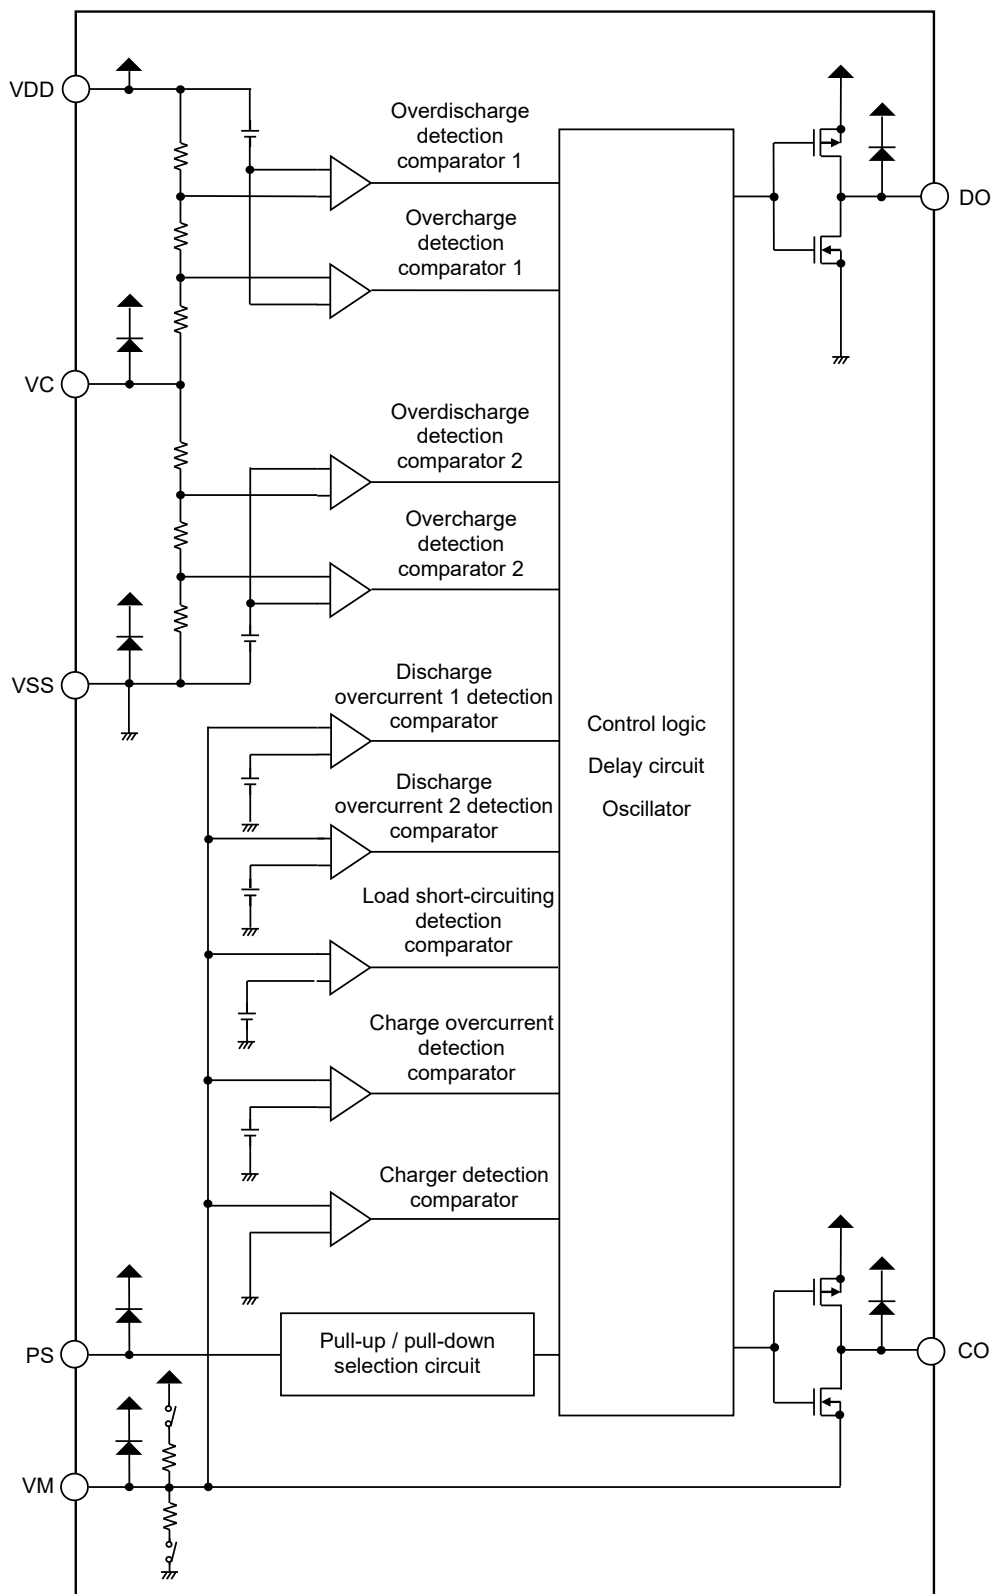 VDD
Overdischarge
detection
comparator 1
DO
Overcharge
detection
comparator 1
VC
Overdischarge
detection
comparator 2
Overcharge
detection
comparator 2
VSS
Discharge
overcurrent 1 detection
comparator
Control logic
Delay circuit
Oscillator
Discharge
overcurrent 2 detection
comparator
Load short-circuiting
detection
comparator
Charge overcurrent
detection
comparator
Charger detection
comparator
PS
Pull-up / pull-down
selection circuit
CO
VM